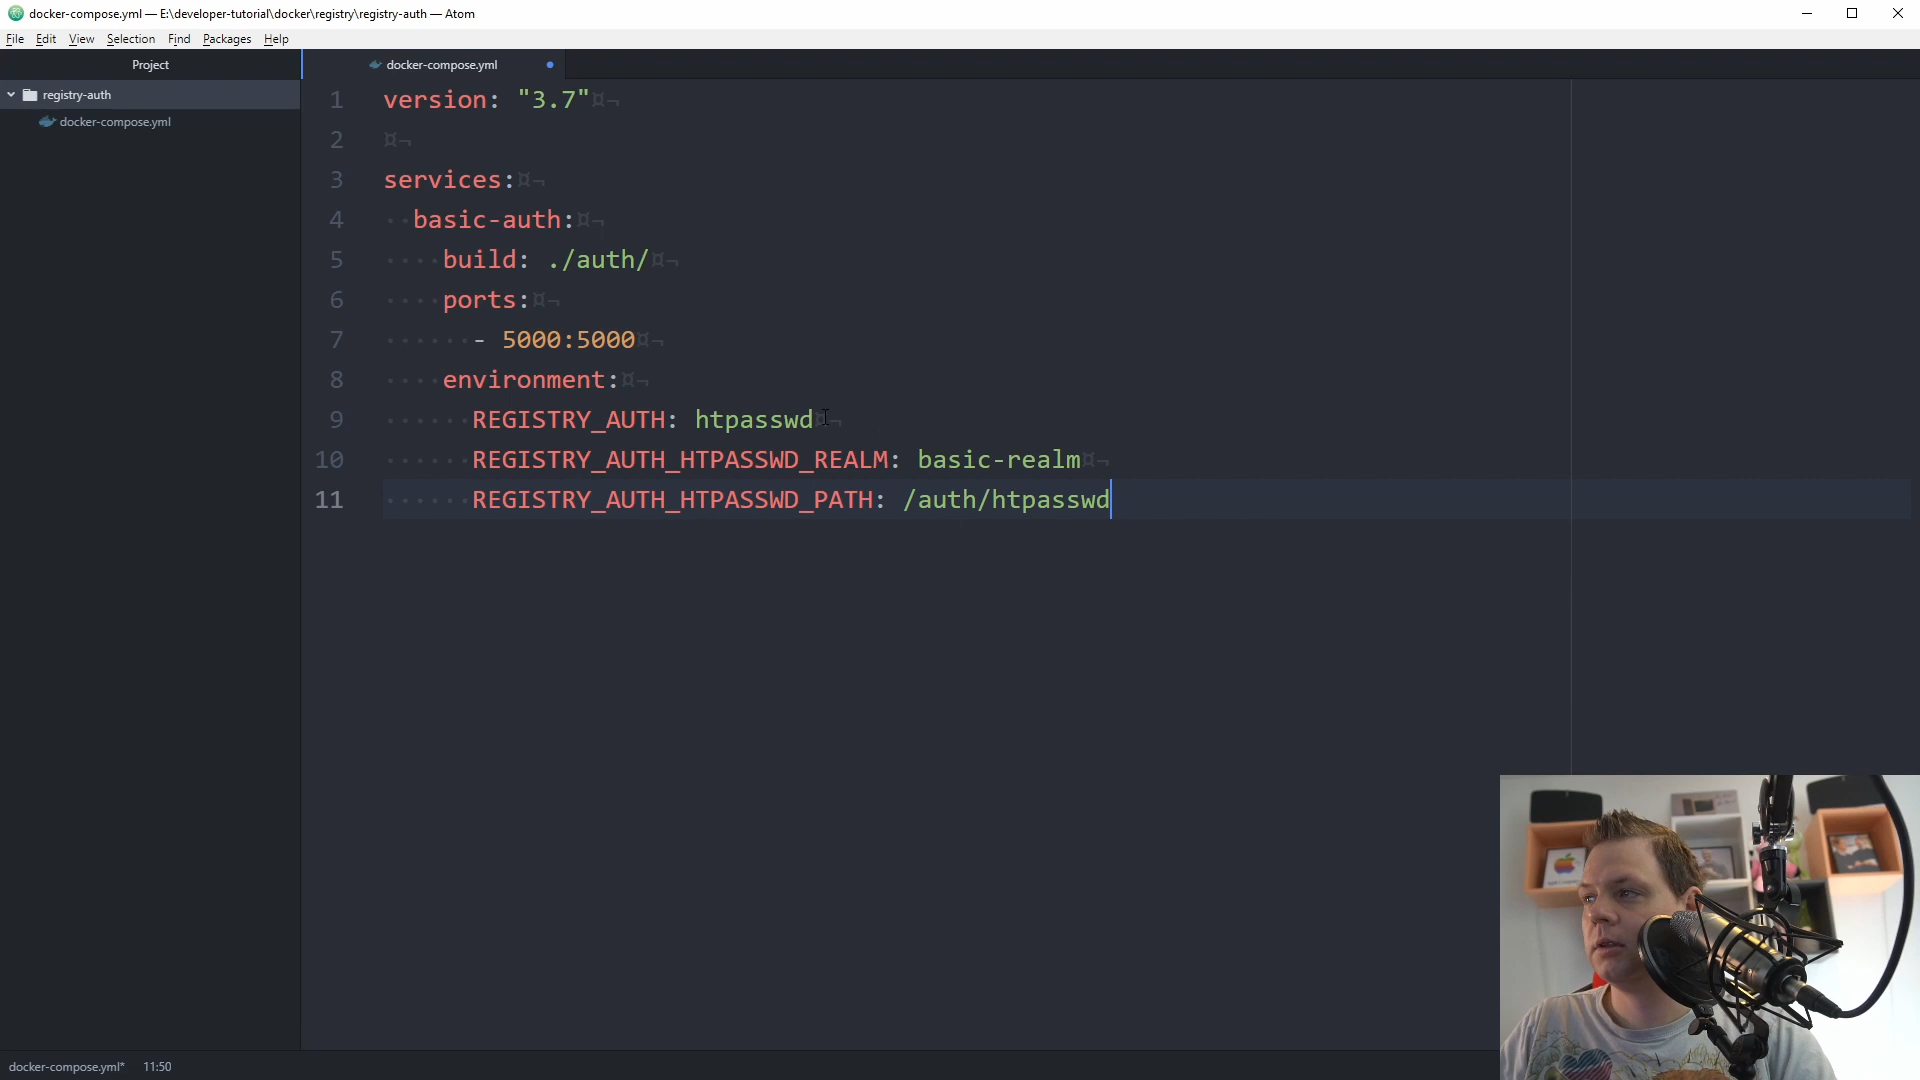 docker-compose.yml — E:\developer-tutorial\docker\registry\registry-auth — Atom
File Edit View Selection Find Packages Help
Project
docker-compose.yml
registry-auth
docker-compose.yml
1 version: "3.7"
2
3 services:
4 basic-auth:
5 build: ./auth/
6 ports:
7 - 5000:5000
8 environment:
9 REGISTRY_AUTH: htpasswd
10 REGISTRY_AUTH_HTPASSWD_REALM: basic-realm
11 REGISTRY_AUTH_HTPASSWD_PATH: /auth/htpasswd
docker-compose.yml* 11:50